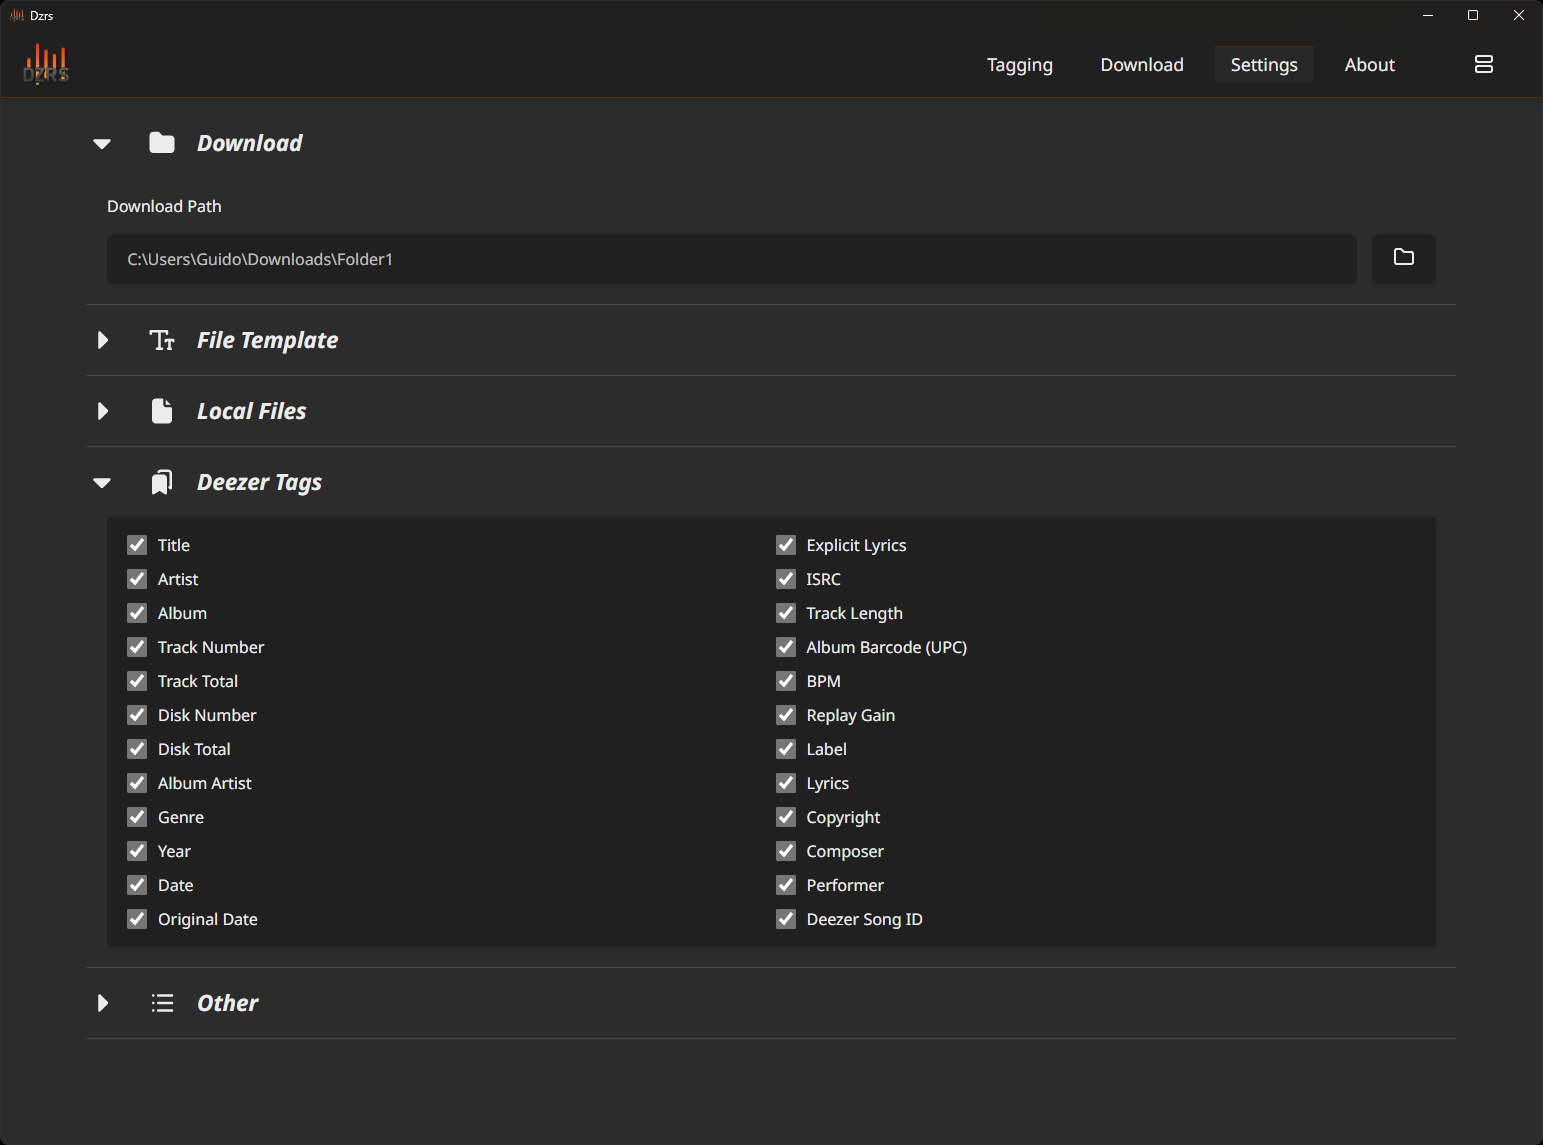 Dzrs
DZRS
Tagging Download Settings About
Download
Download Path
C:\Users\Guido\Downloads\Folder1
File Template
Local Files
Deezer Tags
Title
Artist
Album
Track Number
Track Total
Disk Number
Disk Total
Album Artist
Genre
Year
Date
Original Date
Explicit Lyrics
ISRC
Track Length
Album Barcode (UPC)
BPM
Replay Gain
Label
Lyrics
Copyright
Composer
Performer
Deezer Song ID
Other